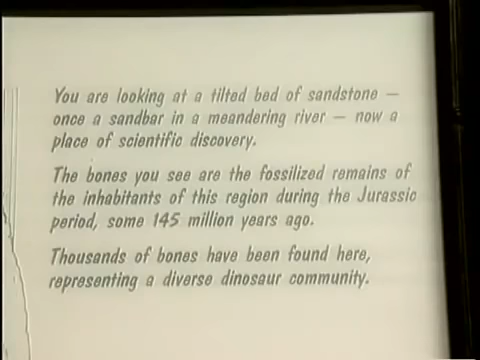 You are looking at a tilted bed of sandstone —
once a sandbar in a meandering river — now a
place of scientific discovery.
The bones you see are the fossilized remains of
the inhabitants of this region during the Jurassic
period, some 145 million years ago.
Thousands of bones have been found here,
representing a diverse dinosaur community.